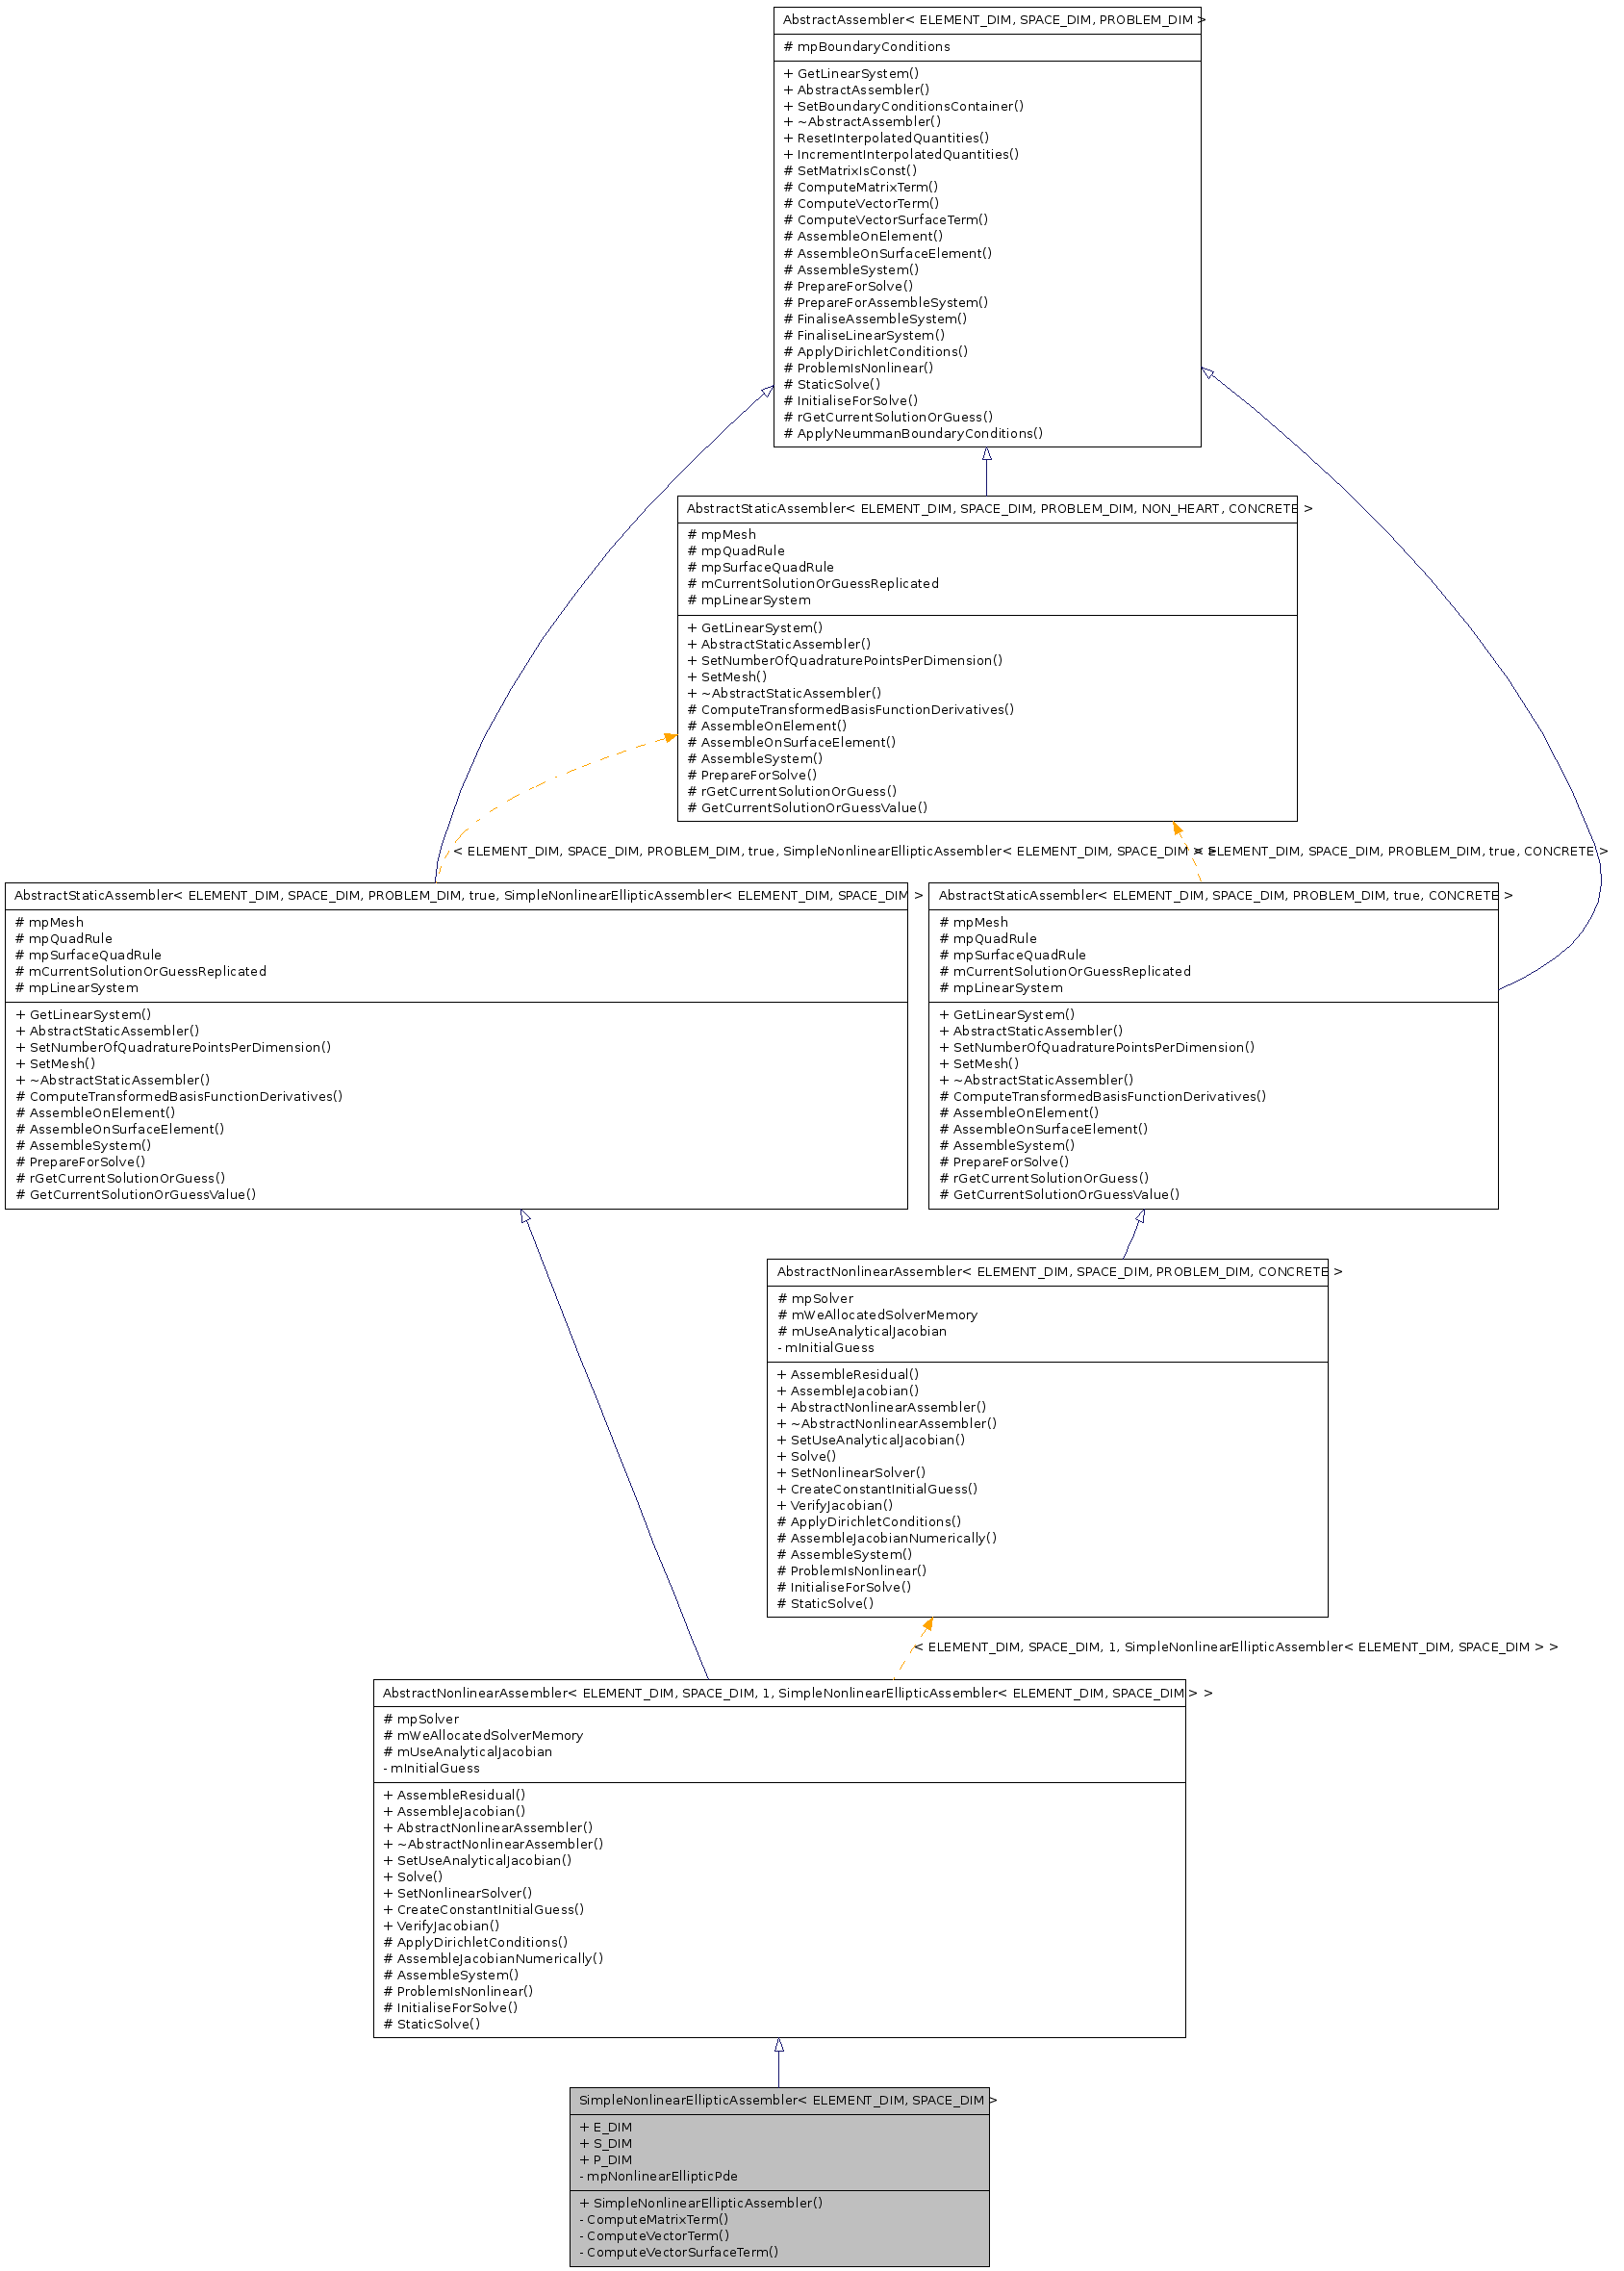 AbstractAssembler< ELEMENT_DIM, SPACE_DIM, PROBLEM_DIM >
# mpBoundaryConditions
+ GetLinearSystem()
+ AbstractAssembler()
+ SetBoundaryConditionsContainer()
+ ~AbstractAssembler()
+ ResetInterpolatedQuantities()
+ IncrementInterpolatedQuantities()
# SetMatrixIsConst()
# ComputeMatrixTerm()
# ComputeVectorTerm()
# ComputeVectorSurfaceTerm()
# AssembleOnElement()
# AssembleOnSurfaceElement()
# AssembleSystem()
# PrepareForSolve()
# PrepareForAssembleSystem()
# FinaliseAssembleSystem()
# FinaliseLinearSystem()
# ApplyDirichletConditions()
# ProblemIsNonlinear()
# StaticSolve()
# InitialiseForSolve()
# rGetCurrentSolutionOrGuess()
# ApplyNeummanBoundaryConditions()
AbstractStaticAssembler< ELEMENT_DIM, SPACE_DIM, PROBLEM_DIM, NON_HEART, CONCRETE >
# mpMesh
# mpQuadRule
# mpSurfaceQuadRule
# mCurrentSolutionOrGuessReplicated
# mpLinearSystem
+ GetLinearSystem()
+ AbstractStaticAssembler()
+ SetNumberOfQuadraturePointsPerDimension()
+ SetMesh()
+ ~AbstractStaticAssembler()
# ComputeTransformedBasisFunctionDerivatives()
# AssembleOnElement()
# AssembleOnSurfaceElement()
# AssembleSystem()
# PrepareForSolve()
# rGetCurrentSolutionOrGuess()
# GetCurrentSolutionOrGuessValue()
< ELEMENT_DIM, SPACE_DIM, PROBLEM_DIM, true, SimpleNonlinearEllipticAssembler< ELEMENT_DIM, SPACE_DIM > >
< ELEMENT_DIM, SPACE_DIM, PROBLEM_DIM, true, CONCRETE >
AbstractStaticAssembler< ELEMENT_DIM, SPACE_DIM, PROBLEM_DIM, true, SimpleNonlinearEllipticAssembler< ELEMENT_DIM, SPACE_DIM >
# mpMesh
# mpQuadRule
# mpSurfaceQuadRule
# mCurrentSolutionOrGuessReplicated
# mpLinearSystem
+ GetLinearSystem()
+ AbstractStaticAssembler()
+ SetNumberOfQuadraturePointsPerDimension()
+ SetMesh()
+ ~AbstractStaticAssembler()
# ComputeTransformedBasisFunctionDerivatives()
# AssembleOnElement()
# AssembleOnSurfaceElement()
# AssembleSystem()
# PrepareForSolve()
# rGetCurrentSolutionOrGuess()
# GetCurrentSolutionOrGuessValue()
AbstractStaticAssembler< ELEMENT_DIM, SPACE_DIM, PROBLEM_DIM, true, CONCRETE >
# mpMesh
# mpQuadRule
# mpSurfaceQuadRule
# mCurrentSolutionOrGuessReplicated
# mpLinearSystem
+ GetLinearSystem()
+ AbstractStaticAssembler()
+ SetNumberOfQuadraturePointsPerDimension()
+ SetMesh()
+ ~AbstractStaticAssembler()
# ComputeTransformedBasisFunctionDerivatives()
# AssembleOnElement()
# AssembleOnSurfaceElement()
# AssembleSystem()
# PrepareForSolve()
# rGetCurrentSolutionOrGuess()
# GetCurrentSolutionOrGuessValue()
AbstractNonlinearAssembler< ELEMENT_DIM, SPACE_DIM, PROBLEM_DIM, CONCRETE >
# mpSolver
# mWeAllocatedSolverMemory
# mUseAnalyticalJacobian
- mInitialGuess
+ AssembleResidual()
+ AssembleJacobian()
+ AbstractNonlinearAssembler()
+ ~AbstractNonlinearAssembler()
+ SetUseAnalyticalJacobian()
+ Solve()
+ SetNonlinearSolver()
+ CreateConstantInitialGuess()
+ VerifyJacobian()
# ApplyDirichletConditions()
# AssembleJacobianNumerically()
# AssembleSystem()
# ProblemIsNonlinear()
# InitialiseForSolve()
# StaticSolve()
< ELEMENT_DIM, SPACE_DIM, 1, SimpleNonlinearEllipticAssembler< ELEMENT_DIM, SPACE_DIM > >
AbstractNonlinearAssembler< ELEMENT_DIM, SPACE_DIM, 1, SimpleNonlinearEllipticAssembler< ELEMENT_DIM, SPACE_DIM > >
# mpSolver
# mWeAllocatedSolverMemory
# mUseAnalyticalJacobian
- mInitialGuess
+ AssembleResidual()
+ AssembleJacobian()
+ AbstractNonlinearAssembler()
+ ~AbstractNonlinearAssembler()
+ SetUseAnalyticalJacobian()
+ Solve()
+ SetNonlinearSolver()
+ CreateConstantInitialGuess()
+ VerifyJacobian()
# ApplyDirichletConditions()
# AssembleJacobianNumerically()
# AssembleSystem()
# ProblemIsNonlinear()
# InitialiseForSolve()
# StaticSolve()
SimpleNonlinearEllipticAssembler< ELEMENT_DIM, SPACE_DIM >
+ E_DIM
+ S_DIM
+ P_DIM
- mpNonlinearEllipticPde
+ SimpleNonlinearEllipticAssembler()
- ComputeMatrixTerm()
- ComputeVectorTerm()
- ComputeVectorSurfaceTerm()